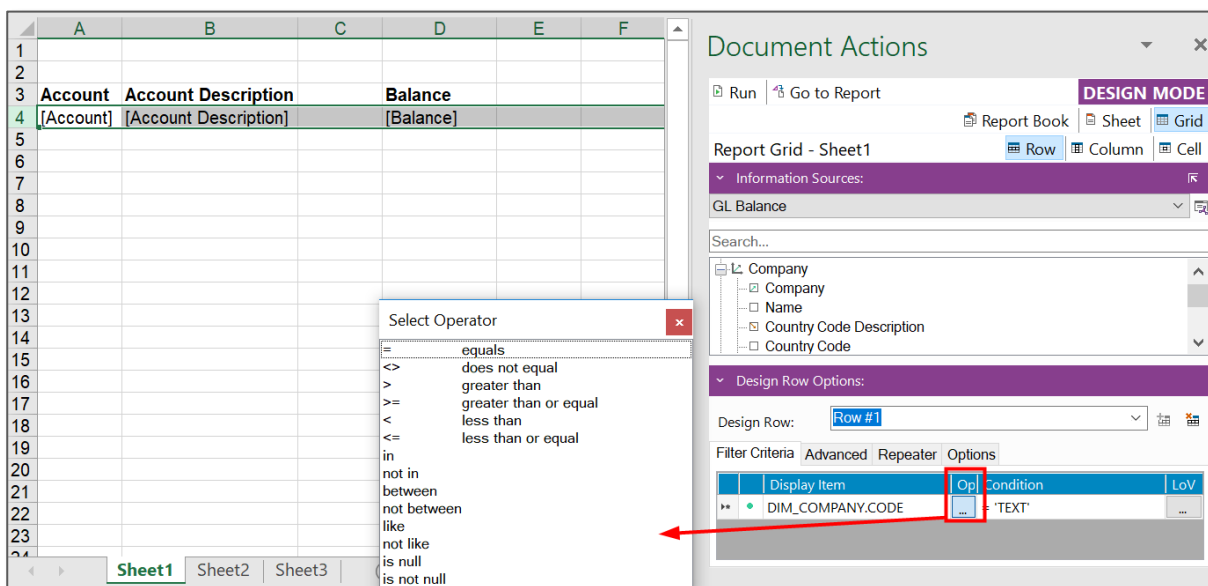 A B C D E F
1
2
3 Account Account Description Balance
4 [Account] [Account Description] [Balance]
5
6
7
8
9
10
11
12
13
14
15
16
17
18
19
20
21
22
23
24
Sheet1 Sheet2 Sheet3
Select Operator
= equals
<> does not equal
> greater than
>= greater than or equal
< less than
<= less than or equal
in
not in
between
not between
like
not like
is null
is not null
Document Actions
Run Go to Report DESIGN MODE
Report Book Sheet Grid
Report Grid - Sheet1 Row Column Cell
Information Sources:
GL Balance
Search...
Company
Company
Name
Country Code Description
Country Code
Design Row Options:
Design Row: Row #1
Filter Criteria Advanced Repeater Options
Display Item Op Condition LoV
DIM_COMPANY.CODE ... = 'TEXT' ...